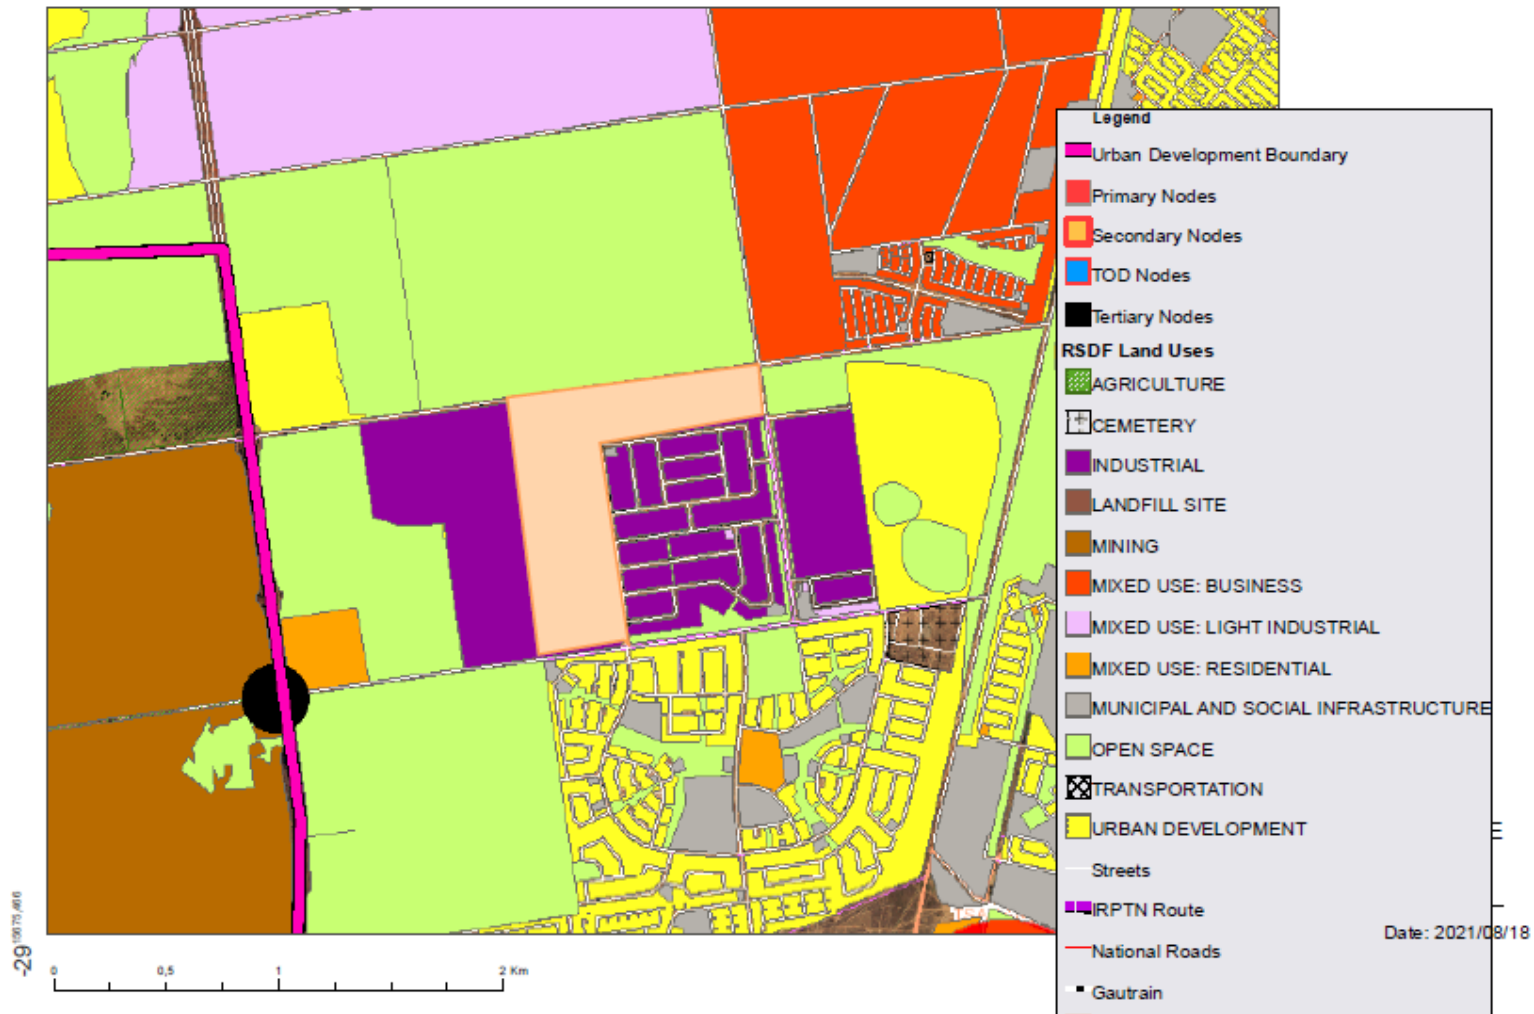 Legend
Urban Development Boundary
Primary Nodes
Secondary Nodes
TOD Nodes
Tertiary Nodes
RSDF Land Uses
AGRICULTURE
CEMETERY
INDUSTRIAL
LANDFILL SITE
MINING
MIXED USE: BUSINESS
MIXED USE: LIGHT INDUSTRIAL
MIXED USE: RESIDENTIAL
MUNICIPAL AND SOCIAL INFRASTRUCTURE
OPEN SPACE
TRANSPORTATION
URBAN DEVELOPMENT
E
Streets
IRPTN Route
National Roads
Gautrain
Date: 2021/08/18
0 0,5 1 2 Km